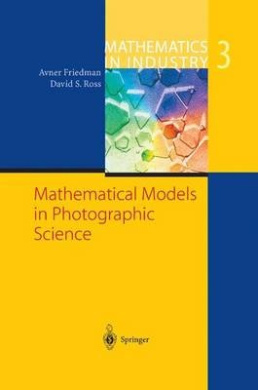 MATHEMATICS
IN INDUSTRY 3
Avner Friedman
David S. Ross
Mathematical Models
in Photographic
Science
Springer